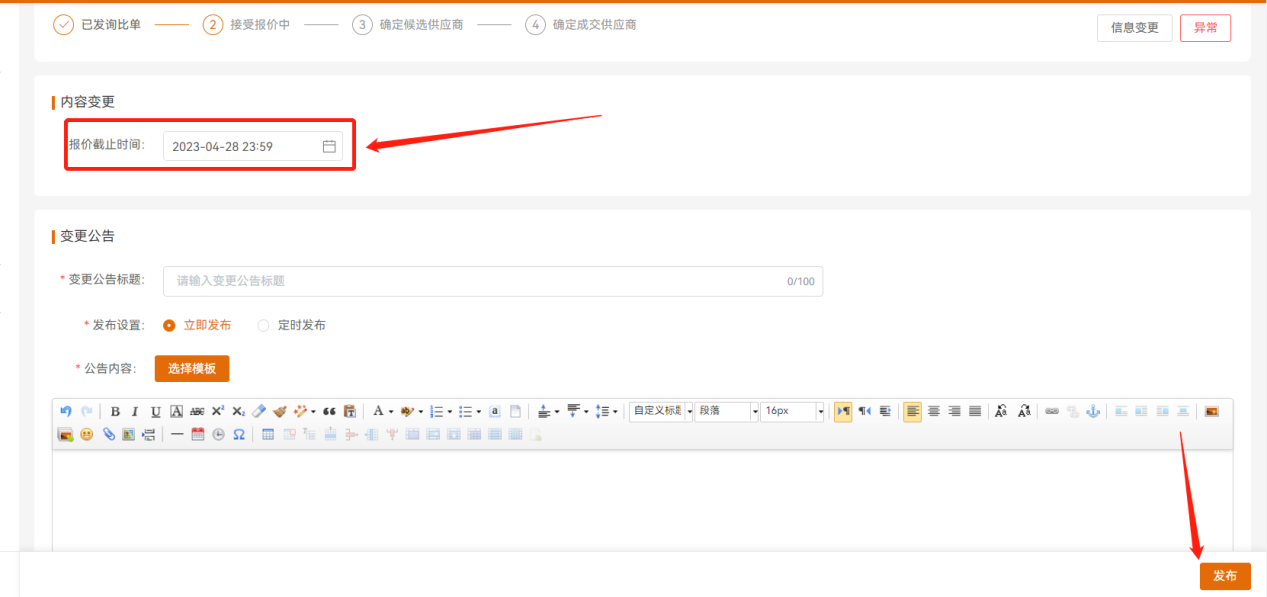 已发询比单 2 接受报价中 3 确定候选供应商 4 确定成交供应商 信息变更 异常
内容变更
报价截止时间: 2023-04-28 23:59
变更公告
* 变更公告标题: 请输入变更公告标题 0/100
* 发布设置: 立即发布 定时发布
* 公告内容: 选择模板
自定义标题 段落 16px
发布